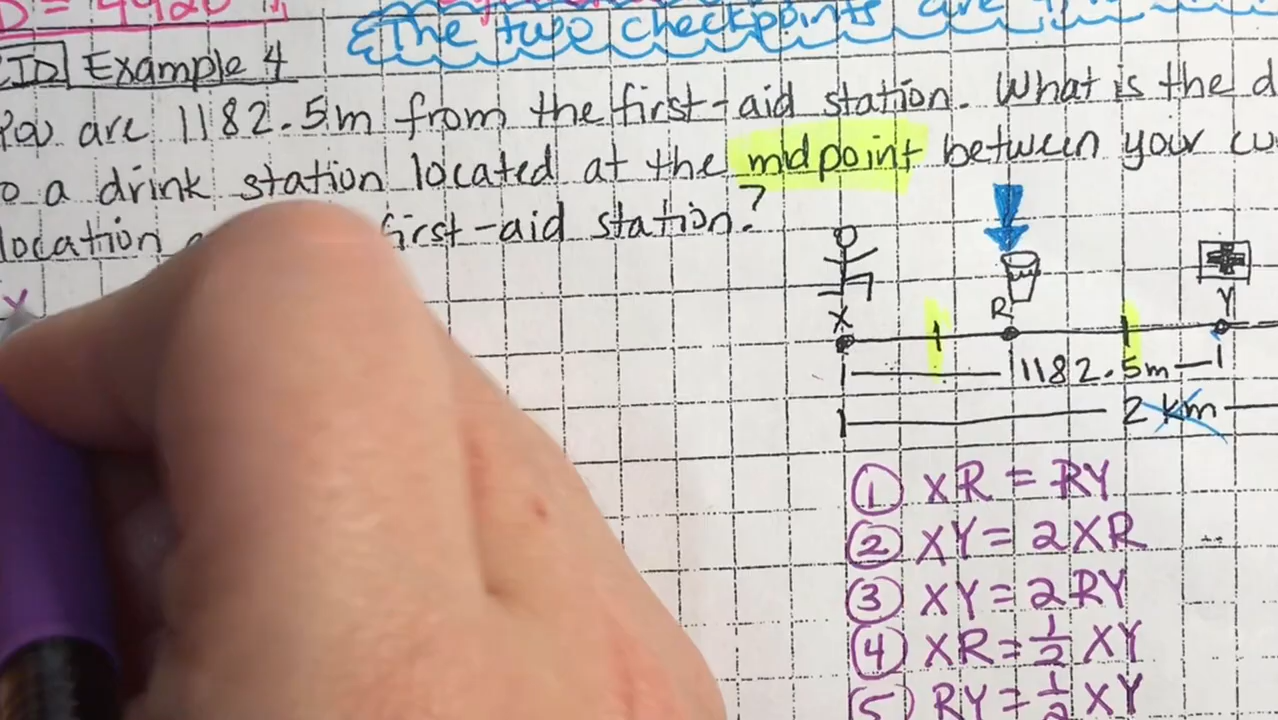 D = 4420
The two checkpoints are
Example 4
You are 1182.5m from the first-aid station. What is the d
o a drink station located at the midpoint between your cu
location first-aid station?
X
R
Y
X
1182.5m
2 km
① XR = RY
② XY = 2XR
③ XY = 2RY
④ XR = 1/2 XY
⑤ RY = 1/2 XY